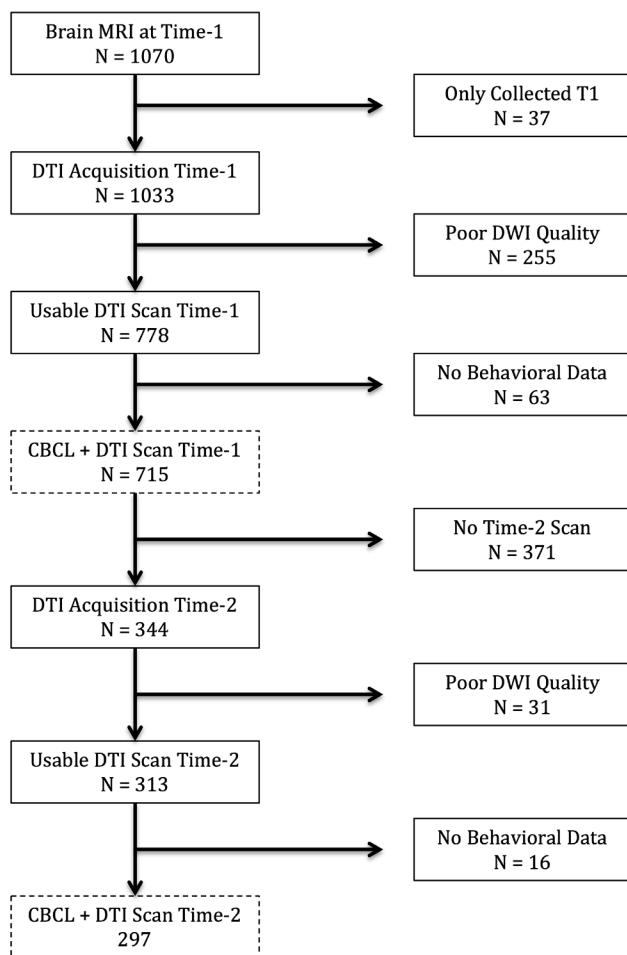 Brain MRI at Time-1
N = 1070
Only Collected T1
N = 37
DTI Acquisition Time-1
N = 1033
Poor DWI Quality
N = 255
Usable DTI Scan Time-1
N = 778
No Behavioral Data
N = 63
CBCL + DTI Scan Time-1
N = 715
No Time-2 Scan
N = 371
DTI Acquisition Time-2
N = 344
Poor DWI Quality
N = 31
Usable DTI Scan Time-2
N = 313
No Behavioral Data
N = 16
CBCL + DTI Scan Time-2
297